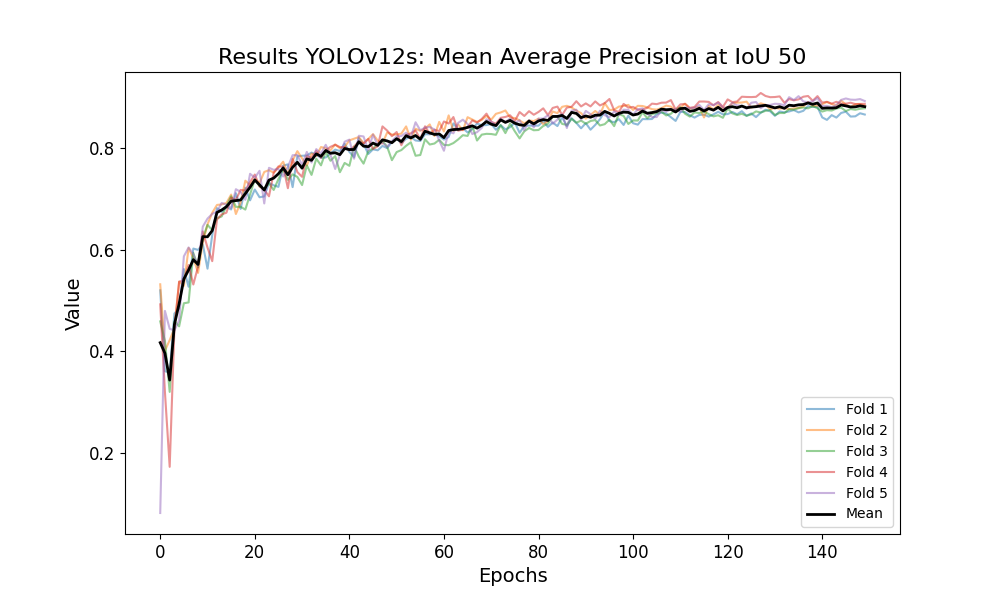 Results YOLOv12s: Mean Average Precision at IoU 50
Value
0.8
0.6
0.4
0.2
Fold 1
Fold 2
Fold 3
Fold 4
Fold 5
Mean
0 20 40 60 80 100 120 140
Epochs